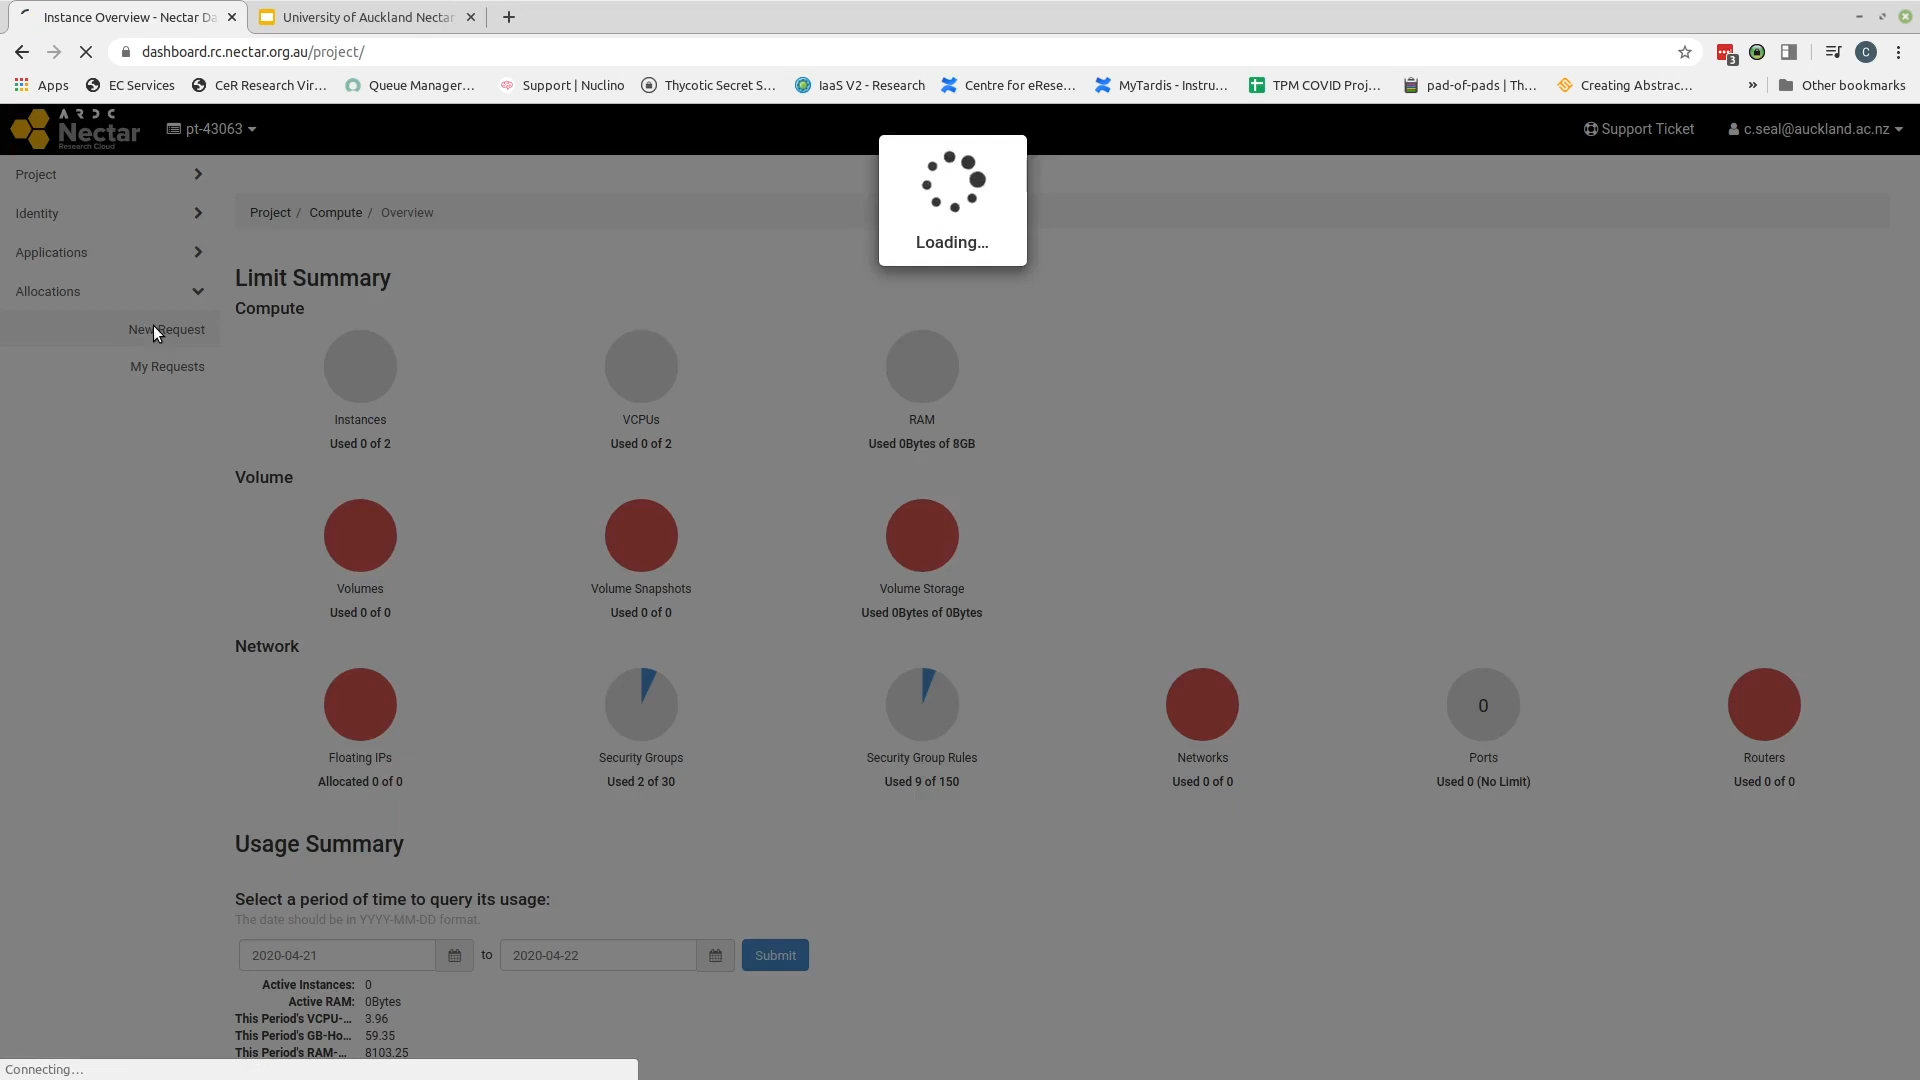 Instance Overview - Nectar Da
University of Auckland Nectar
dashboard.rc.nectar.org.au/project/
3
C
Apps
EC Services
CeR Research Vir...
Queue Manager...
Support | Nuclino
Thycotic Secret S...
IaaS V2 - Research
Centre for eRese...
MyTardis - Instru...
TPM COVID Proj...
pad-of-pads | Th...
Creating Abstrac...
»
Other bookmarks
ARDC
Nectar
Research Cloud
pt-43063
Support Ticket
c.seal@auckland.ac.nz
Loading...
Project
Identity
Applications
Allocations
New Request
My Requests
Project / Compute / Overview
Limit Summary
Compute
Instances
Used 0 of 2
VCPUs
Used 0 of 2
RAM
Used 0Bytes of 8GB
Volume
Volumes
Used 0 of 0
Volume Snapshots
Used 0 of 0
Volume Storage
Used 0Bytes of 0Bytes
Network
Floating IPs
Allocated 0 of 0
Security Groups
Used 2 of 30
Security Group Rules
Used 9 of 150
Networks
Used 0 of 0
0
Ports
Used 0 (No Limit)
Routers
Used 0 of 0
Usage Summary
Select a period of time to query its usage:
The date should be in YYYY-MM-DD format.
2020-04-21 to 2020-04-22 Submit
Active Instances: 0
Active RAM: 0Bytes
This Period's VCPU-... 3.96
This Period's GB-Ho... 59.35
This Period's RAM-... 8103.25
Connecting...